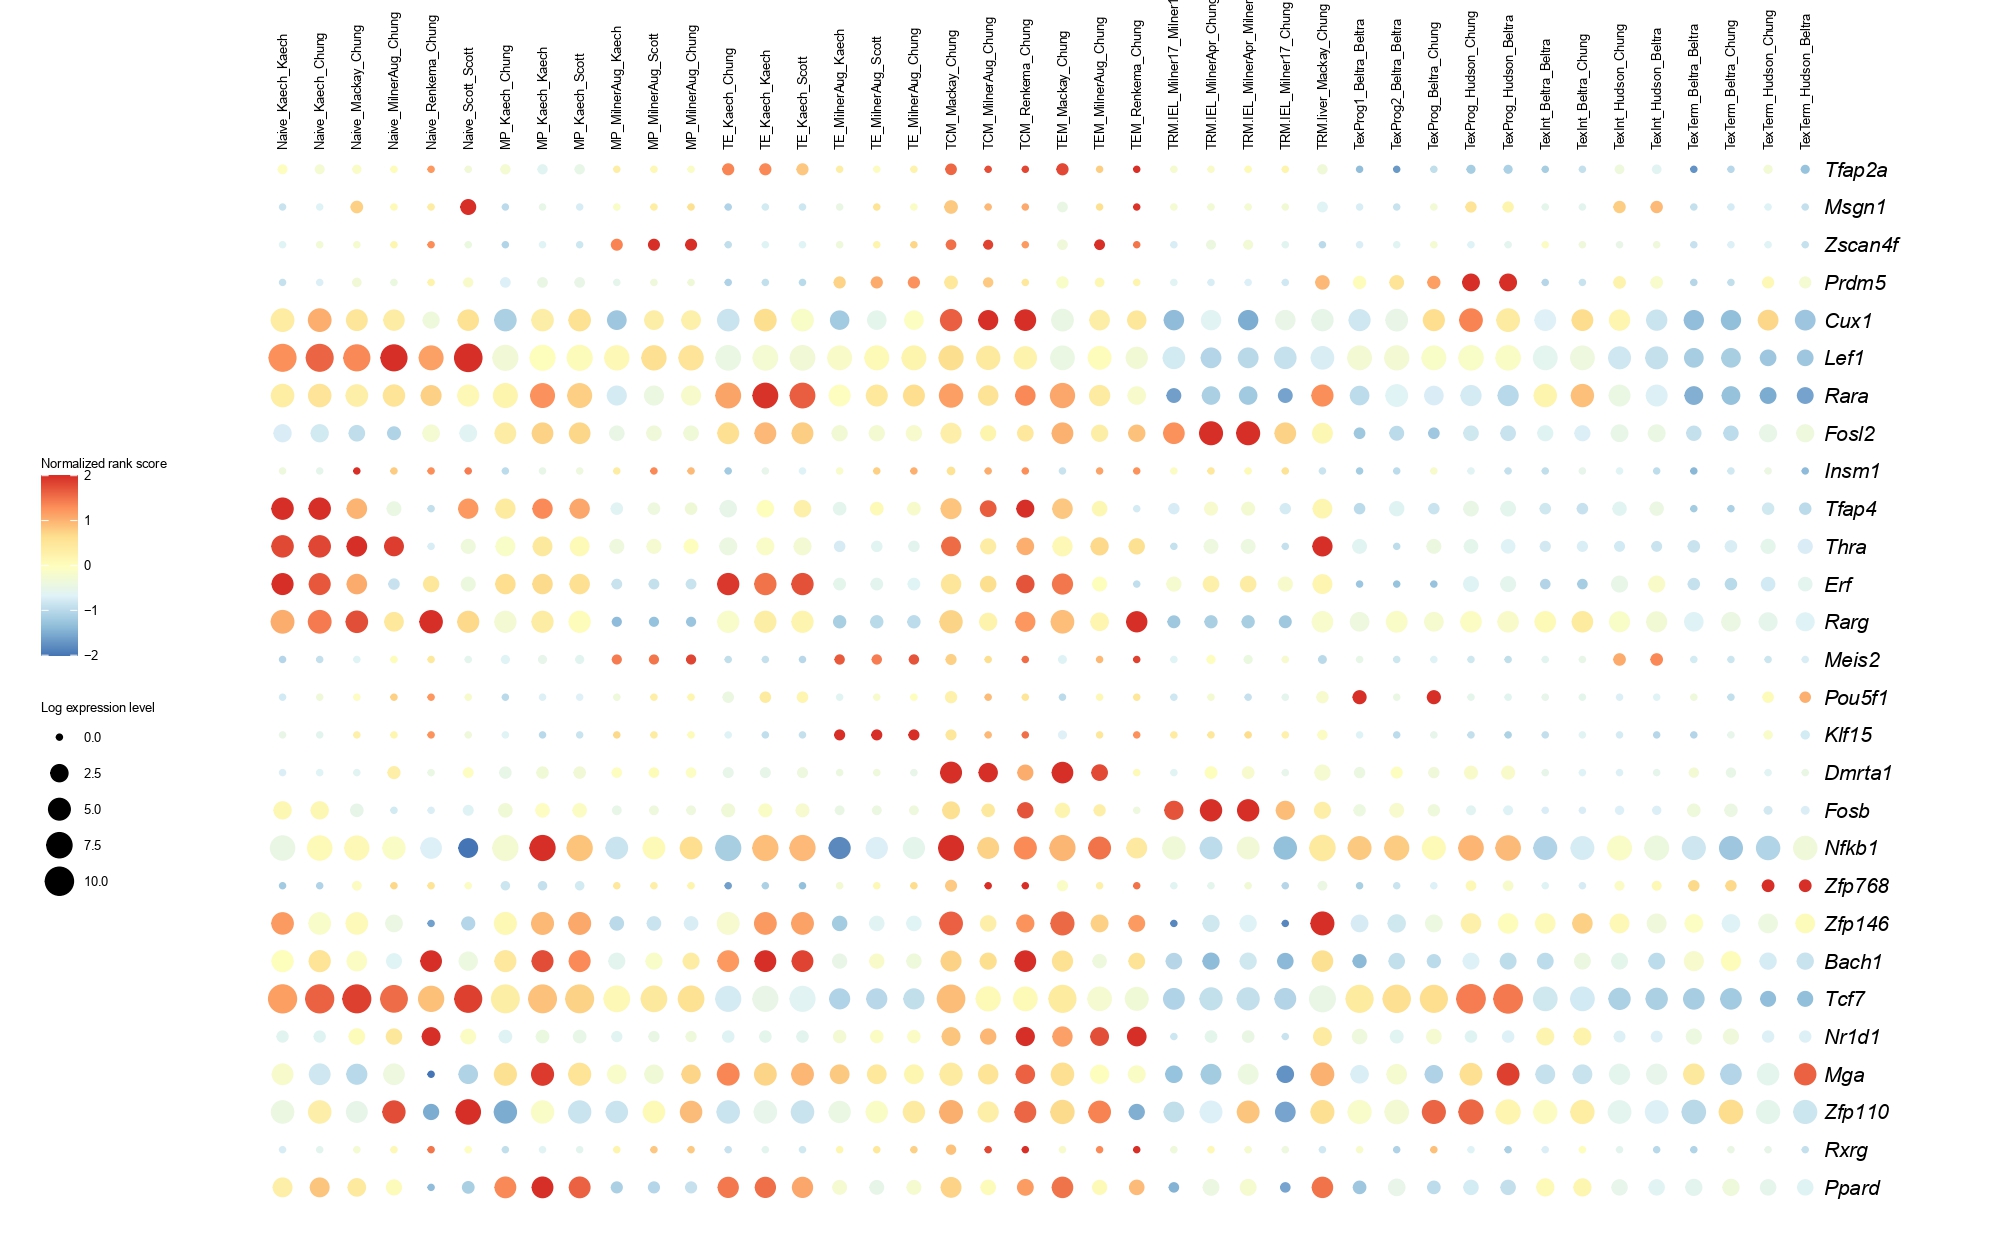 Naive_Kaech_Kaech
Naive_Kaech_Chung
Naive_Mackay_Chung
Naive_MilnerAug_Chung
Naive_Renkema_Chung
Naive_Scott_Scott
MP_Kaech_Chung
MP_Kaech_Kaech
MP_Kaech_Scott
MP_MilnerAug_Kaech
MP_MilnerAug_Scott
MP_MilnerAug_Chung
TE_Kaech_Chung
TE_Kaech_Kaech
TE_Kaech_Scott
TE_MilnerAug_Kaech
TE_MilnerAug_Scott
TE_MilnerAug_Chung
TCM_Mackay_Chung
TCM_MilnerAug_Chung
TCM_Renkema_Chung
TEM_Mackay_Chung
TEM_MilnerAug_Chung
TEM_Renkema_Chung
TRM.IEL_Milner17_Milner1
TRM.IEL_MilnerApr_Chung
TRM.IEL_MilnerApr_Milner
TRM.IEL_Milner17_Chung
TRM.liver_Mackay_Chung
TexProg1_Beltra_Beltra
TexProg2_Beltra_Beltra
TexProg_Beltra_Chung
TexProg_Hudson_Chung
TexProg_Hudson_Beltra
TexInt_Beltra_Beltra
TexInt_Beltra_Chung
TexInt_Hudson_Chung
TexInt_Hudson_Beltra
TexTerm_Beltra_Beltra
TexTerm_Beltra_Chung
TexTerm_Hudson_Chung
TexTerm_Hudson_Beltra
Tfap2a
Msgn1
Zscan4f
Prdm5
Cux1
Lef1
Rara
Fosl2
Insm1
Tfap4
Thra
Erf
Rarg
Meis2
Pou5f1
Klf15
Dmrta1
Fosb
Nfkb1
Zfp768
Zfp146
Bach1
Tcf7
Nr1d1
Mga
Zfp110
Rxrg
Ppard
Normalized rank score
2
1
0
−1
−2
Log expression level
0.0
2.5
5.0
7.5
10.0